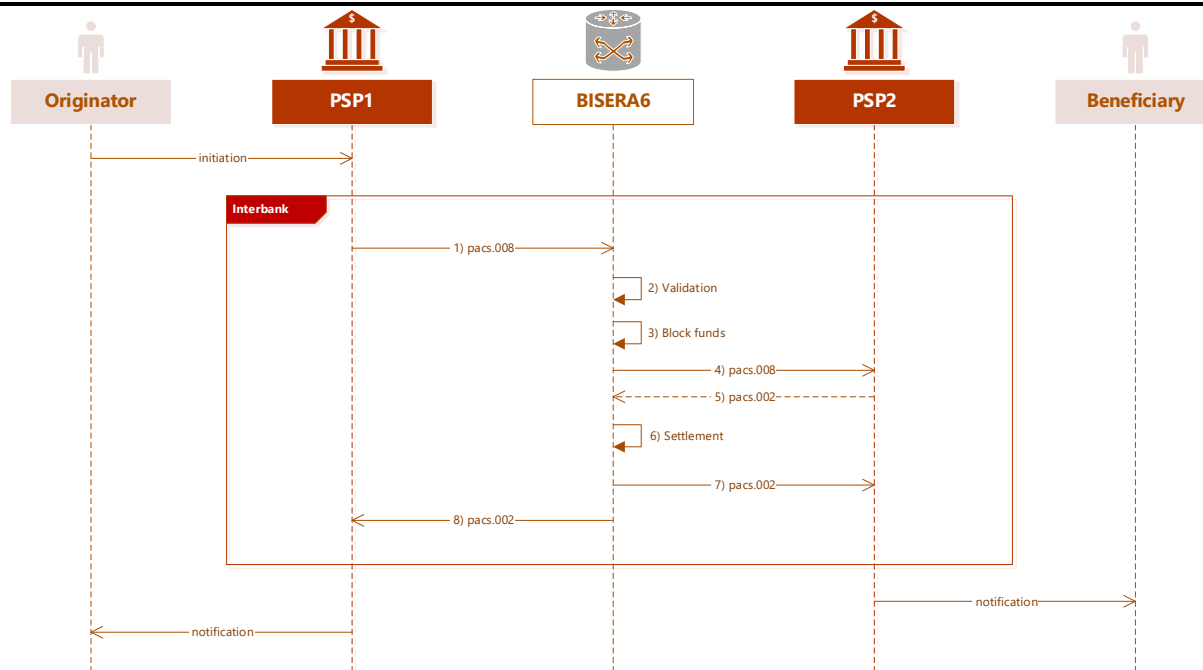 $
$
Originator
PSP1
BISERA6
PSP2
Beneficiary
initiation
Interbank
1) pacs.008
2) Validation
3) Block funds
4) pacs.008
5) pacs.002
6) Settlement
7) pacs.002
8) pacs.002
notification
notification